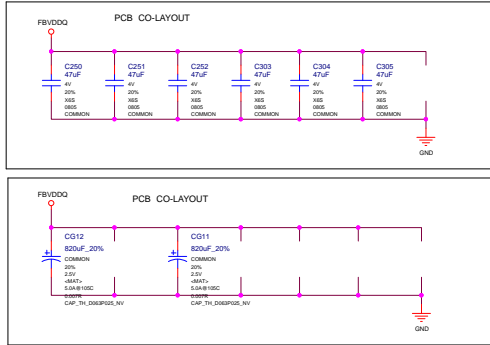 PCB CO-LAYOUT
FBVDDQ
C250 C251 C252 C303 C304 C305
47uF 47uF 47uF 47uF 47uF 47uF
4V 4V 4V 4V 4V 4V
20% 20% 20% 20% 20% 20%
X6S X6S X6S X6S X6S X6S
0805 0805 0805 0805 0805 0805
COMMON COMMON COMMON COMMON COMMON COMMON
GND
FBVDDQ
PCB CO-LAYOUT
CG12 CG11
820uF_20% 820uF_20%
COMMON COMMON
20% 20%
2.5V 2.5V
<MAT> <MAT>
5.0A@105C 5.0A@105C
0.007R 0.007R
CAP_TH_D063P025_NV CAP_TH_D063P025_NV
GND